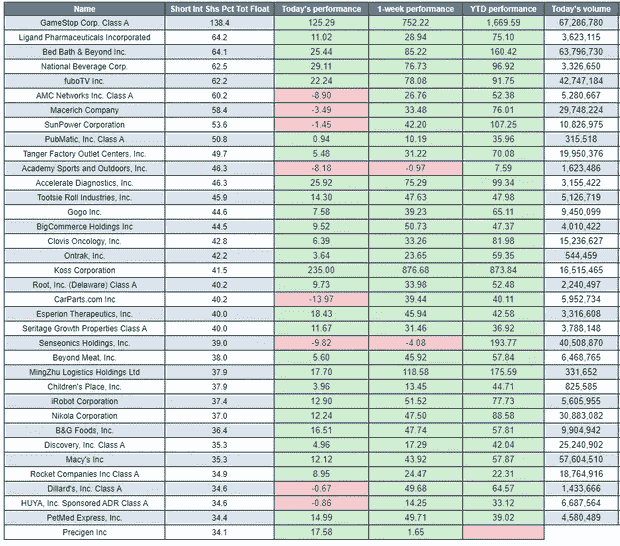 Name Short Int Shs Pct Tot Float Today's performance 1-week performance YTD performance Today's volume
GameStop Corp. Class A 138.4 125.29 752.22 1,669.59 67,286,780
Ligand Pharmaceuticals Incorporated 64.2 11.02 28.94 75.10 3,623,115
Bed Bath & Beyond Inc. 64.1 25.44 85.22 160.42 63,796,730
National Beverage Corp. 62.5 29.11 76.73 96.92 3,326,650
fuboTV Inc. 62.2 22.24 78.08 91.75 42,747,184
AMC Networks Inc. Class A 60.2 -8.90 26.76 52.38 5,280,667
Macerich Company 58.4 -3.49 33.48 76.01 29,748,224
SunPower Corporation 53.6 -1.45 42.20 107.25 10,826,975
PubMatic, Inc. Class A 50.8 0.94 10.19 35.96 315,518
Tanger Factory Outlet Centers, Inc. 49.7 5.48 31.22 70.08 19,950,376
Academy Sports and Outdoors, Inc. 46.3 -8.18 -0.97 7.59 1,623,486
Accelerate Diagnostics, Inc. 46.3 25.92 75.29 99.34 3,155,422
Tootsie Roll Industries, Inc. 45.9 14.30 47.63 47.98 5,126,719
Gogo Inc. 44.6 7.58 39.23 65.11 9,450,099
BigCommerce Holdings Inc 44.5 9.52 50.73 47.37 4,010,422
Clovis Oncology, Inc. 42.8 6.39 33.26 81.98 15,236,627
Ontrak, Inc. 42.2 3.64 23.65 59.35 544,459
Koss Corporation 41.5 235.00 876.68 873.84 16,515,465
Root, Inc. (Delaware) Class A 40.2 9.73 33.98 52.48 2,240,497
CarParts.com Inc 40.2 -13.97 39.44 40.11 5,952,734
Esperion Therapeutics, Inc. 40.0 18.43 45.94 42.58 3,316,608
Seritage Growth Properties Class A 40.0 11.67 31.46 36.92 3,788,148
Senseonics Holdings, Inc. 39.0 -9.82 -4.08 193.77 40,508,870
Beyond Meat, Inc. 38.0 5.60 45.92 57.84 6,468,765
MingZhu Logistics Holdings Ltd 37.9 17.70 118.58 175.59 331,652
Children's Place, Inc. 37.9 3.96 13.45 44.71 825,585
iRobot Corporation 37.4 12.90 51.52 77.73 5,605,955
Nikola Corporation 37.0 12.24 47.50 88.58 30,883,082
B&G Foods, Inc. 36.4 16.51 47.74 57.81 9,904,942
Discovery, Inc. Class A 35.3 4.96 17.29 42.04 25,240,902
Macy's Inc 35.3 12.12 43.92 57.87 57,604,510
Rocket Companies Inc Class A 34.9 8.95 24.47 22.31 18,764,916
Dillard's, Inc. Class A 34.6 -0.67 49.68 64.57 1,433,666
HUYA, Inc. Sponsored ADR Class A 34.6 -0.86 14.25 33.12 6,687,564
PetMed Express, Inc. 34.4 14.99 49.71 39.02 4,580,489
Precigen Inc 34.1 17.58 1.65